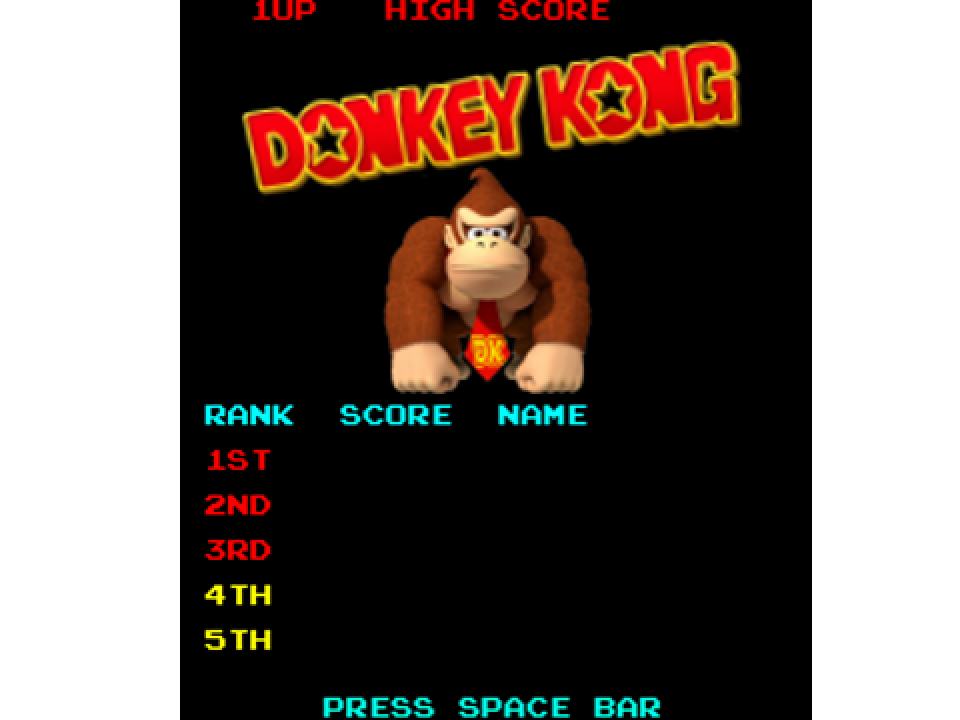 1UP HIGH SCORE
DONKEY KONG
DK
RANK SCORE NAME
1ST
2ND
3RD
4TH
5TH
PRESS SPACE BAR